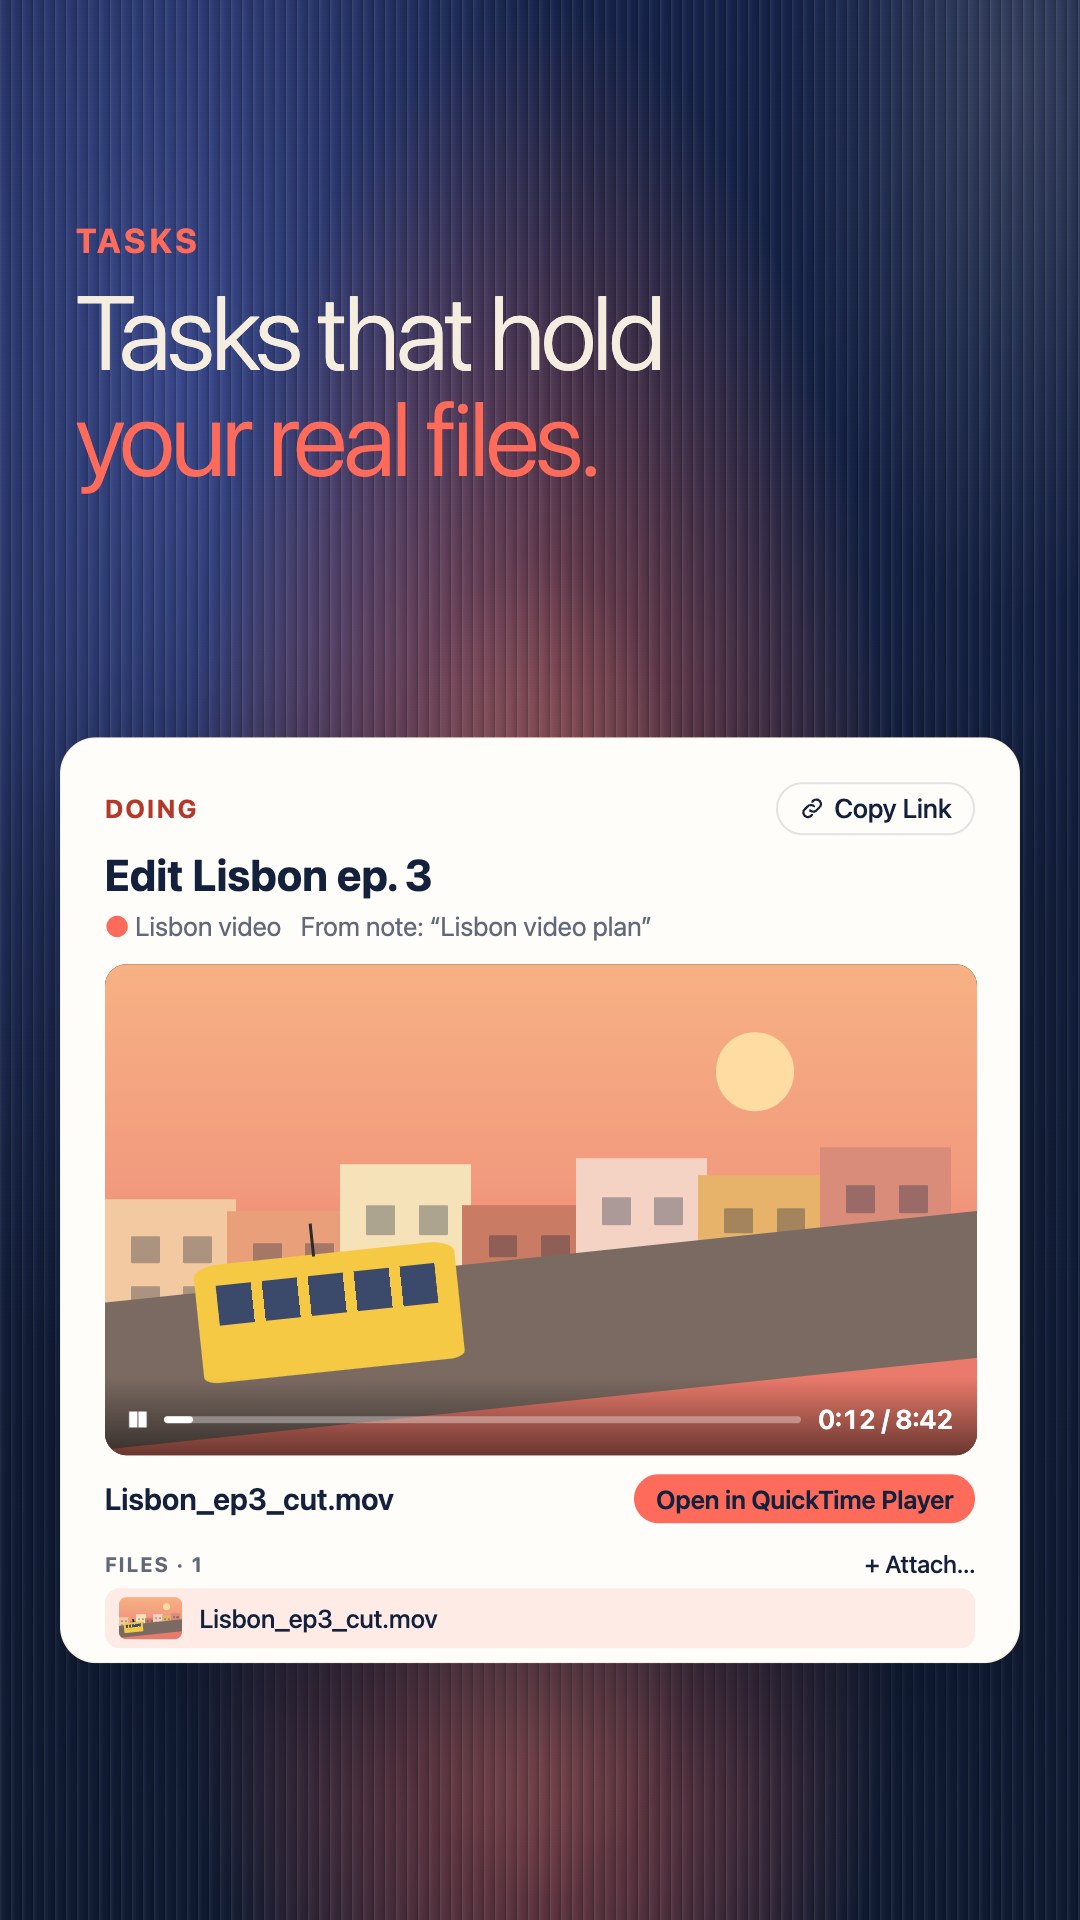 TASKS
Tasks that hold
your real files.
DOING
Copy Link
Edit Lisbon ep. 3
Lisbon video From note: “Lisbon video plan”
0:12 / 8:42
Lisbon_ep3_cut.mov
Open in QuickTime Player
FILES · 1
+ Attach...
Lisbon_ep3_cut.mov